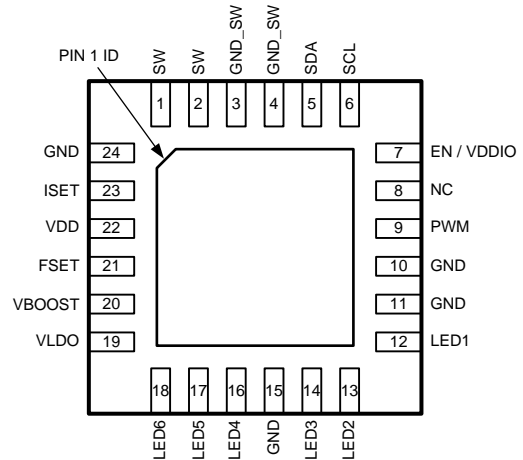 PIN 1 ID
SW
SW
GND_SW
GND_SW
SDA
SCL
1
2
3
4
5
6
GND 24
ISET 23
VDD 22
FSET 21
VBOOST 20
VLDO 19
7 EN / VDDIO
8 NC
9 PWM
10 GND
11 GND
12 LED1
18
17
16
15
14
13
LED6
LED5
LED4
GND
LED3
LED2